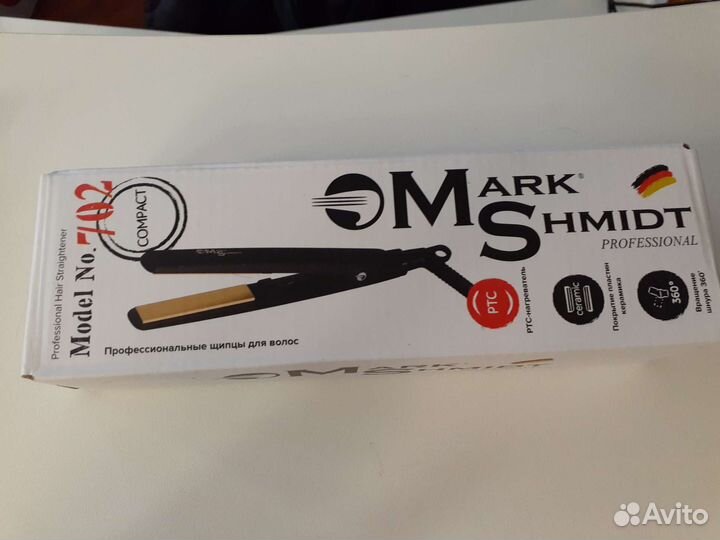 Professional Hair Straightener
Model No. 702
COMPACT
MARK®
SHMIDT
PROFESSIONAL
MS
Профессиональные щипцы для волос
PTC
PTC-нагреватель
ceramic
Покрытие пластин
керамика
360°
Вращение
шнура 360°
MARK
SHMIDT
Avito